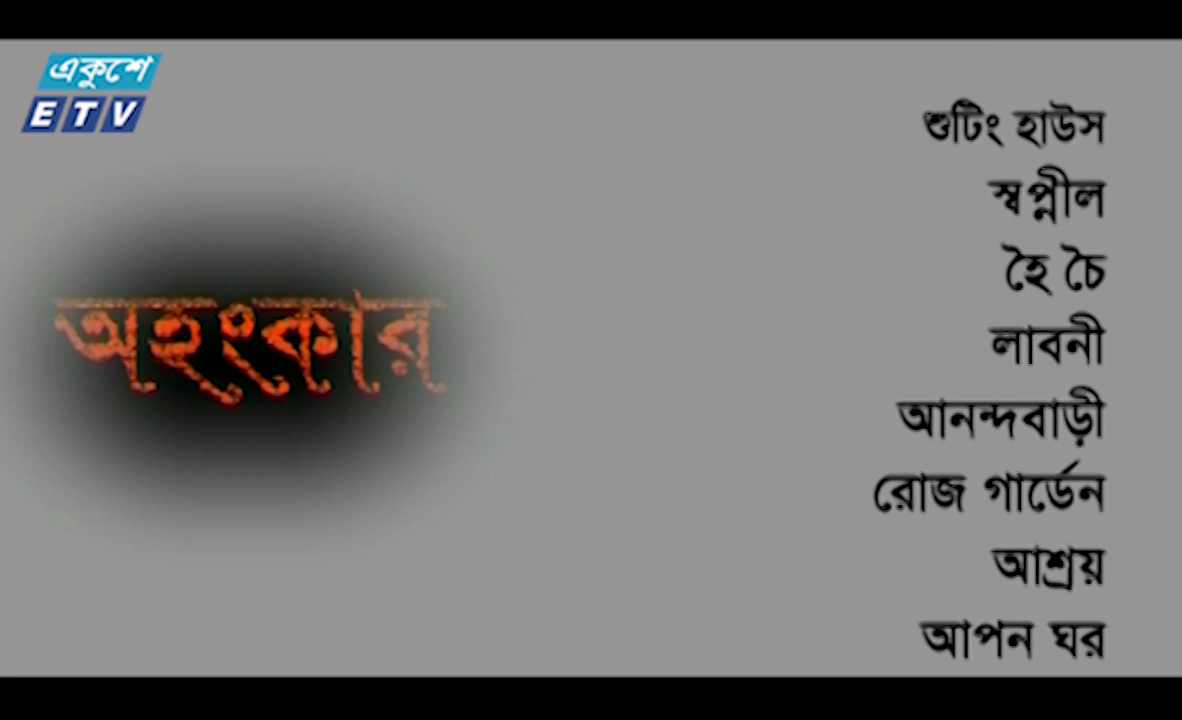 একুশে
ETV
অহংকার
শুটিং হাউস
স্বপ্নীল
হৈ চৈ
লাবনী
আনন্দবাড়ী
রোজ গার্ডেন
আশ্রয়
আপন ঘর